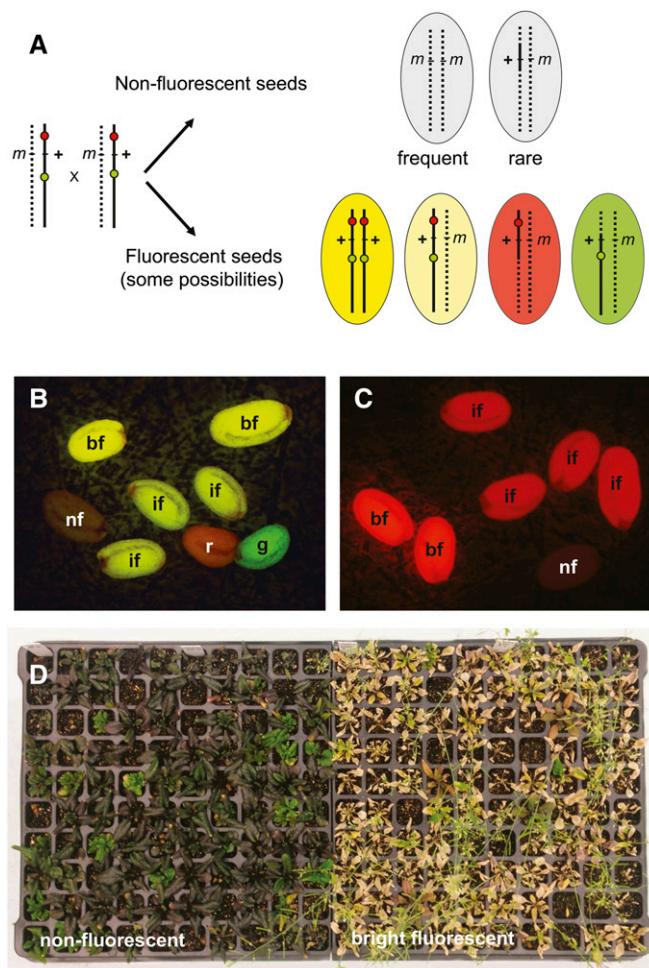 A
Non-fluorescent seeds
m + x m +
Fluorescent seeds
(some possibilities)
m m + m
frequent rare
+ + + m + m + m
B
bf bf
if if
nf
if r g
C
if
if
if if
bf
bf
nf
D
non-fluorescent bright fluorescent